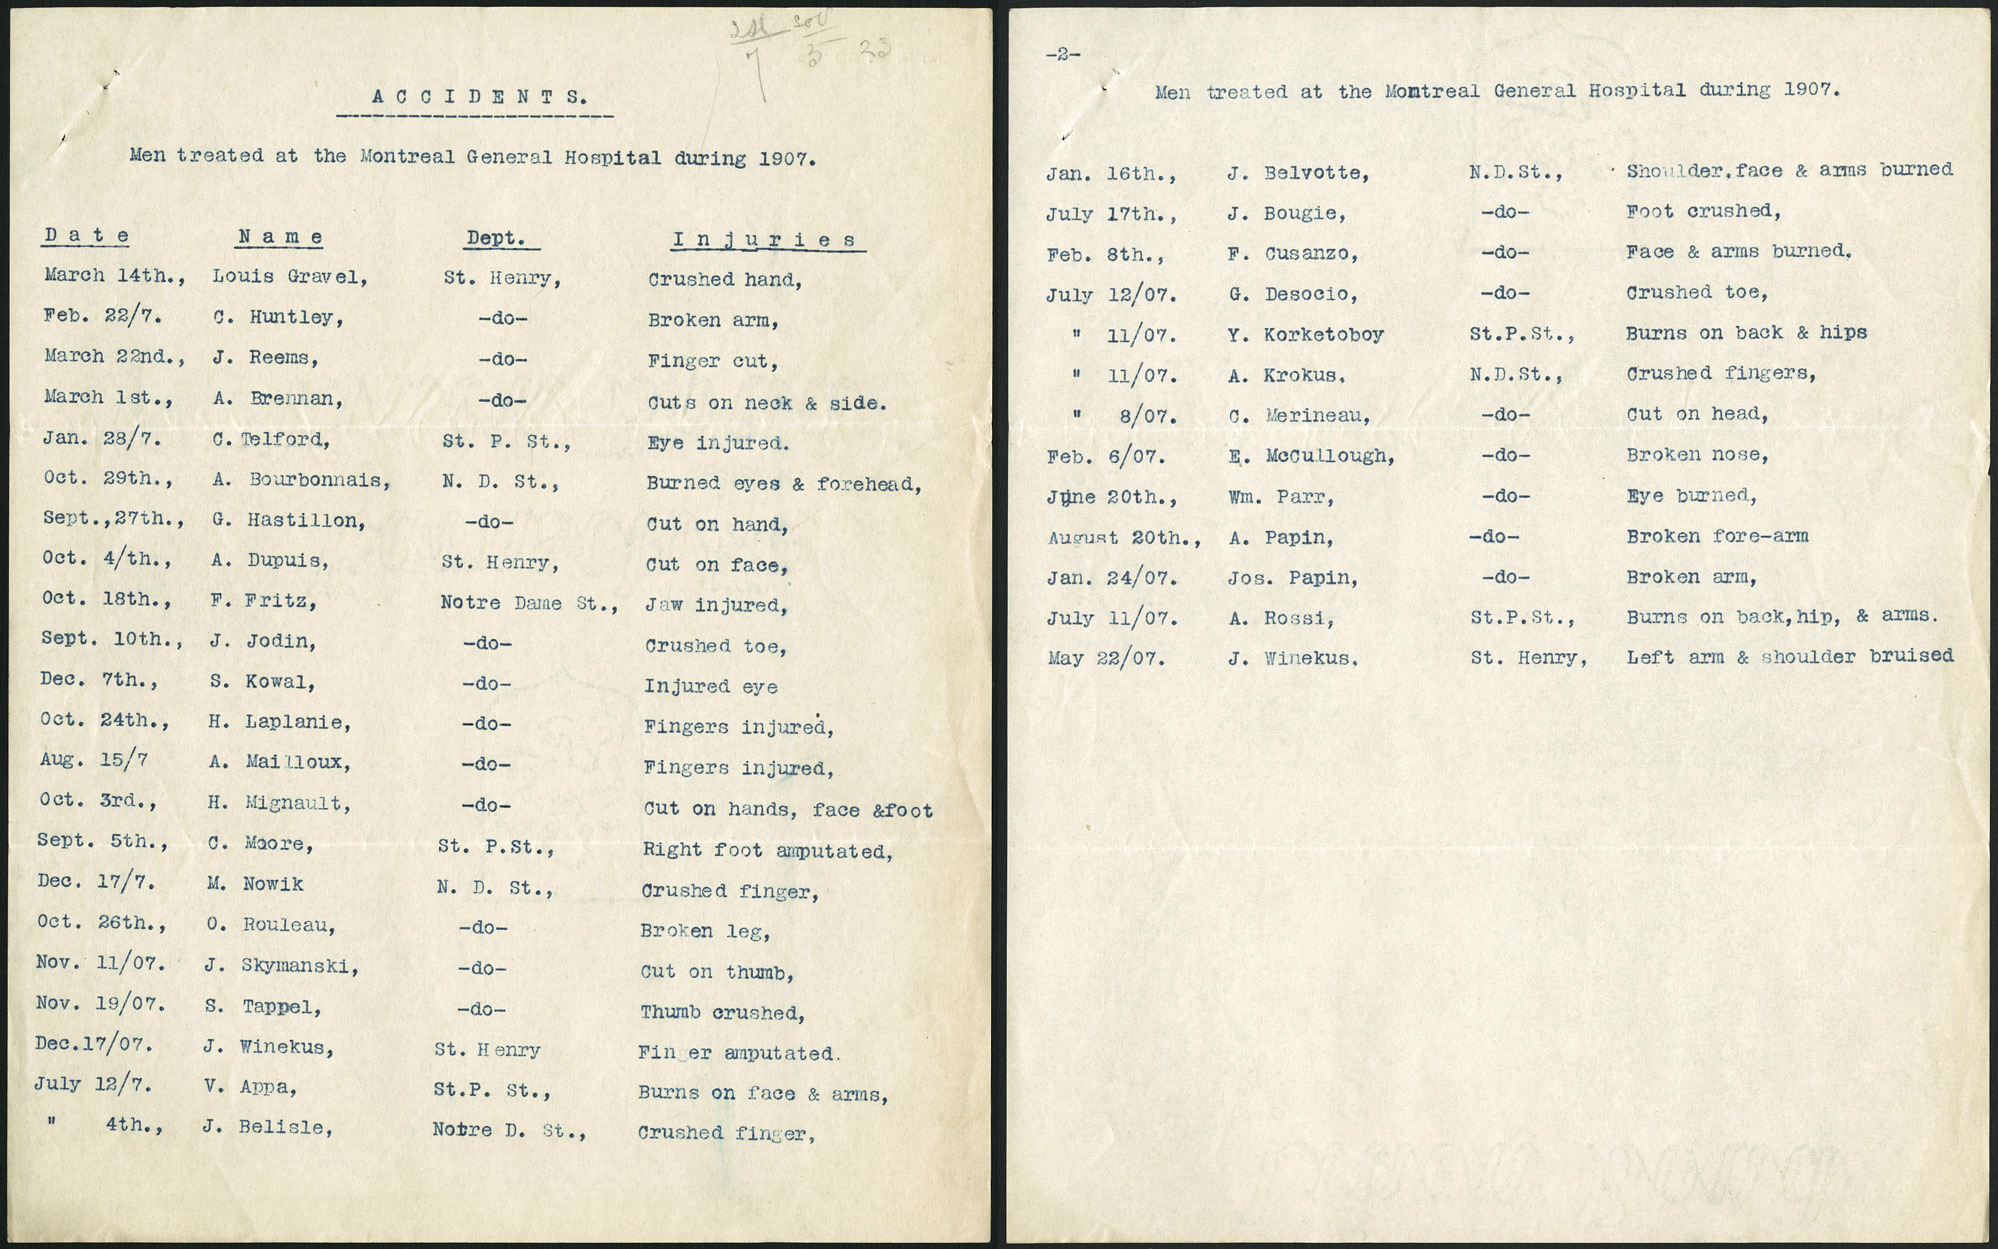 A C C I D E N T S.
Men treated at the Montreal General Hospital during 1907.
Date Name Dept. Injuries
March 14th., Louis Gravel, St. Henry, Crushed hand,
Feb. 22/7. C. Huntley, -do- Broken arm,
March 22nd., J. Reems, -do- Finger cut,
March 1st., A. Brennan, -do- Cuts on neck & side.
Jan. 28/7. C. Telford, St. P. St., Eye injured.
Oct. 29th., A. Bourbonnais, N. D. St., Burned eyes & forehead,
Sept.,27th., G. Hastillon, -do- Cut on hand,
Oct. 4/th., A. Dupuis, St. Henry, Cut on face,
Oct. 18th., F. Fritz, Notre Dame St., Jaw injured,
Sept. 10th., J. Jodin, -do- Crushed toe,
Dec. 7th., S. Kowal, -do- Injured eye
Oct. 24th., H. Laplanie, -do- Fingers injured,
Aug. 15/7 A. Mailloux, -do- Fingers injured,
Oct. 3rd., H. Mignault, -do- Cut on hands, face &foot
Sept. 5th., C. Moore, St. P.St., Right foot amputated,
Dec. 17/7. M. Nowik N. D. St., Crushed finger,
Oct. 26th., O. Rouleau, -do- Broken leg,
Nov. 11/07. J. Skymanski, -do- Cut on thumb,
Nov. 19/07. S. Tappel, -do- Thumb crushed,
Dec.17/07. J. Winekus, St. Henry Fin er amputated.
July 12/7. V. Appa, St.P. St., Burns on face & arms,
" 4th., J. Belisle, Notre D. St., Crushed finger,
-2-
Men treated at the Montreal General Hospital during 1907.
Jan. 16th., J. Belvotte, N.D.St., Shoulder.face & arms burned
July 17th., J. Bougie, -do- Foot crushed,
Feb. 8th., F. Cusanzo, -do- Face & arms burned.
July 12/07. G. Desocio, -do- Crushed toe,
" 11/07. Y. Korketoboy St.P.St., Burns on back & hips
" 11/07. A. Krokus. N.D.St., Crushed fingers,
" 8/07. C. Merineau, -do- Cut on head,
Feb. 6/07. E. McCullough, -do- Broken nose,
June 20th., Wm. Parr, -do- Eye burned,
August 20th., A. Papin, -do- Broken fore-arm
Jan. 24/07. Jos. Papin, -do- Broken arm,
July 11/07. A. Rossi, St.P.St., Burns on back,hip, & arms.
May 22/07. J. Winekus. St. Henry, Left arm & shoulder bruised